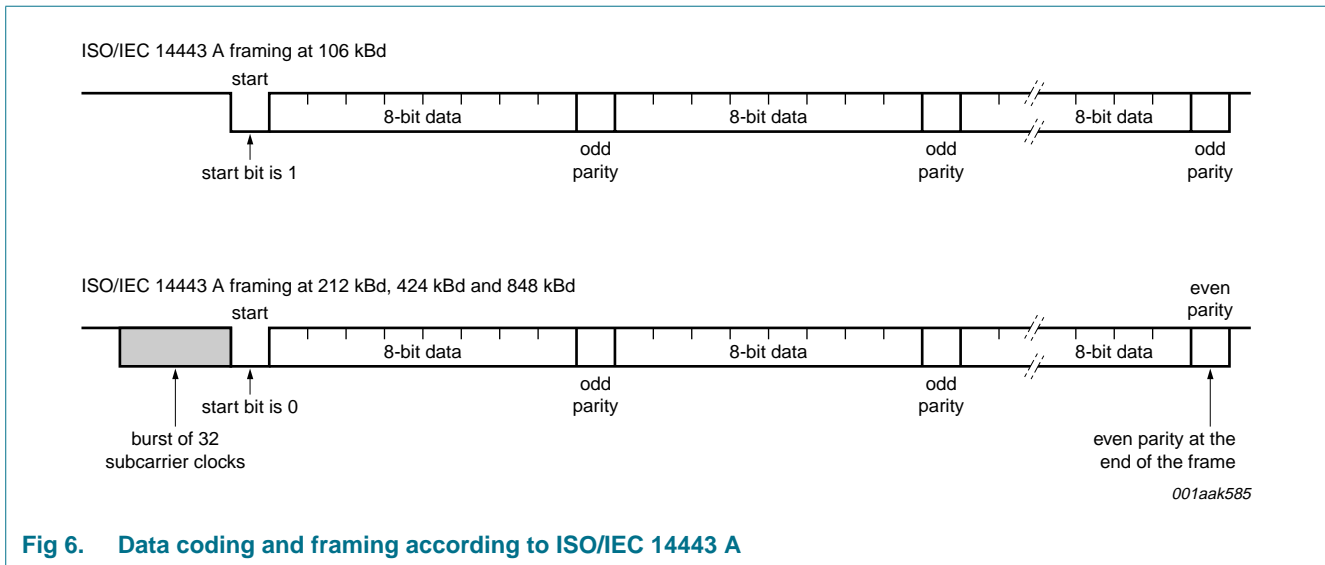 ISO/IEC 14443 A framing at 106 kBd
start
8-bit data
8-bit data
8-bit data
odd
parity
odd
parity
odd
parity
start bit is 1
ISO/IEC 14443 A framing at 212 kBd, 424 kBd and 848 kBd
even
parity
start
8-bit data
8-bit data
8-bit data
odd
parity
odd
parity
start bit is 0
burst of 32
subcarrier clocks
even parity at the
end of the frame
001aak585
Fig 6. Data coding and framing according to ISO/IEC 14443 A